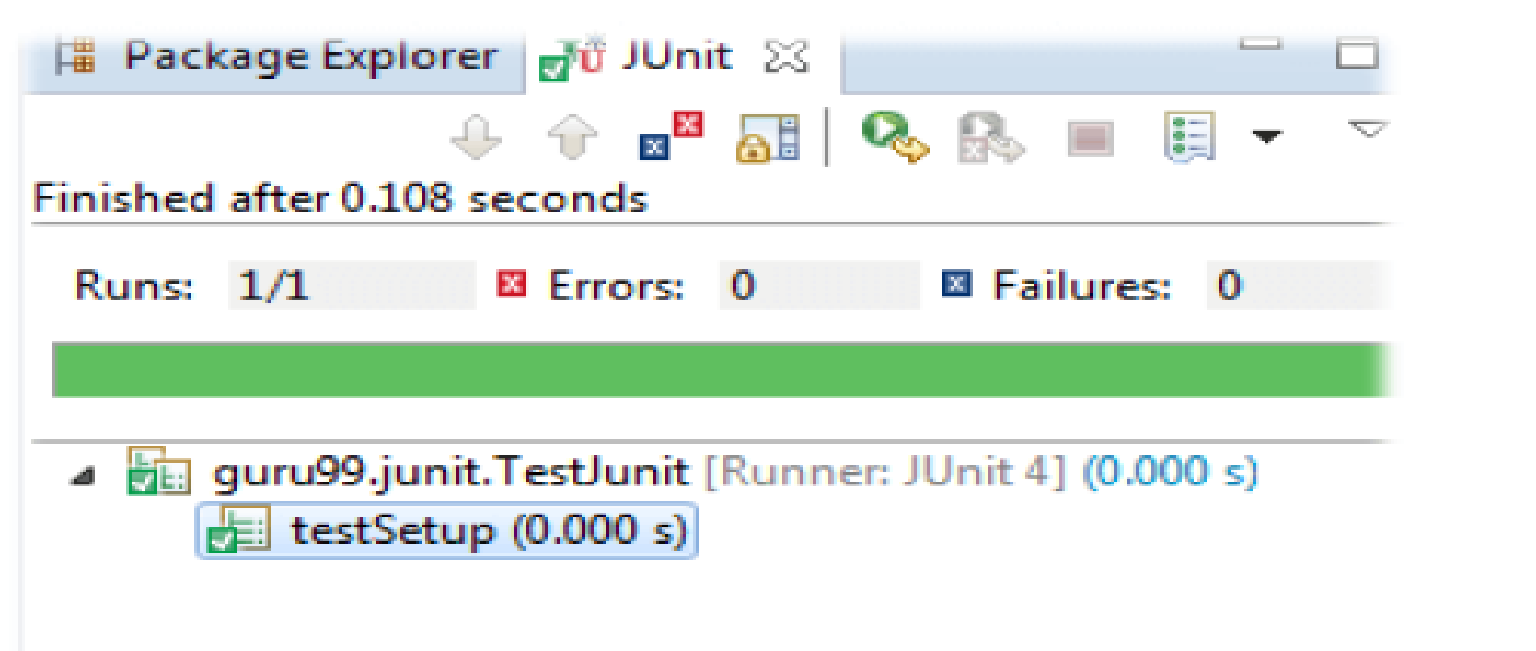 Package Explorer JUnit
Finished after 0.108 seconds
Runs: 1/1 Errors: 0 Failures: 0
guru99.junit.TestJunit [Runner: JUnit 4] (0.000 s)
testSetup (0.000 s)